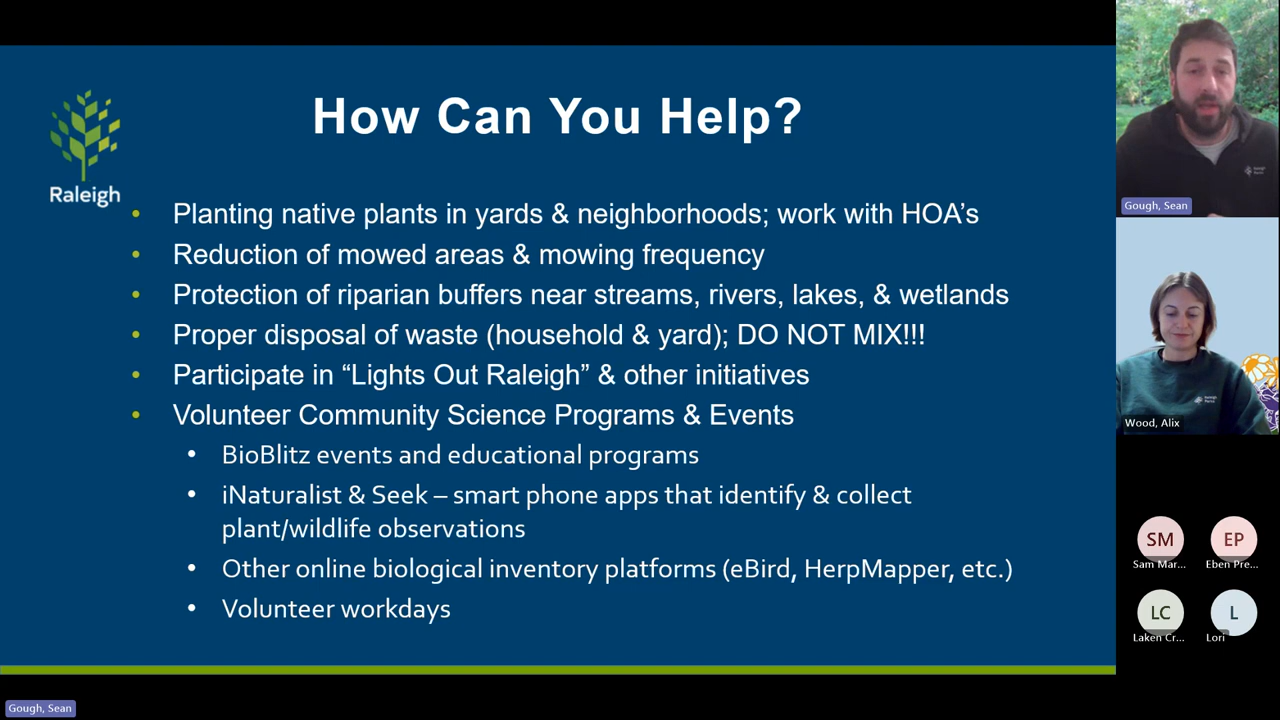 Raleigh
How Can You Help?
Planting native plants in yards & neighborhoods; work with HOA’s
Reduction of mowed areas & mowing frequency
Protection of riparian buffers near streams, rivers, lakes, & wetlands
Proper disposal of waste (household & yard); DO NOT MIX!!!
Participate in “Lights Out Raleigh” & other initiatives
Volunteer Community Science Programs & Events
BioBlitz events and educational programs
iNaturalist & Seek – smart phone apps that identify & collect
plant/wildlife observations
Other online biological inventory platforms (eBird, HerpMapper, etc.)
Volunteer workdays
Gough, Sean
Gough, Sean
Wood, Alix
SM
Sam Mar...
EP
Eben Pre...
LC
Laken Cr...
L
Lori